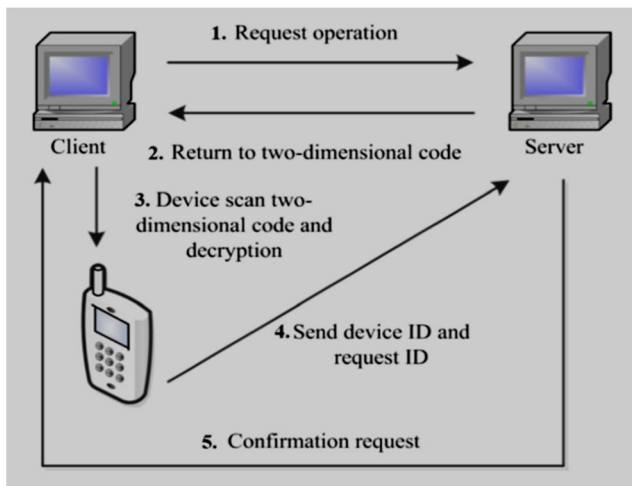 1. Request operation
Client
Server
2. Return to two-dimensional code
3. Device scan two-
dimensional code and
decryption
4. Send device ID and
request ID
5. Confirmation request